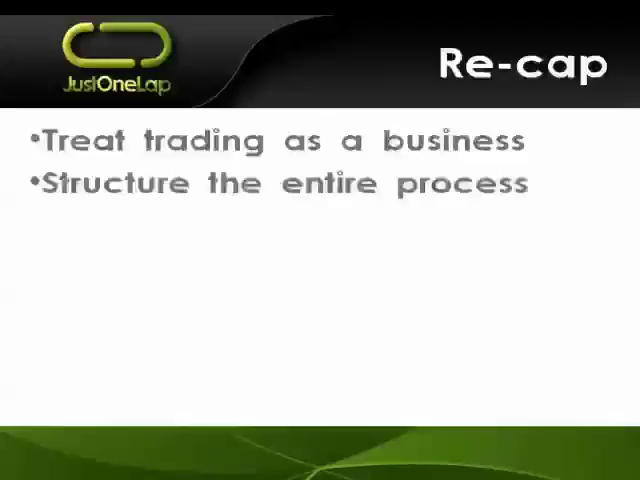 JustOneLap
Re-cap
•Treat trading as a business
•Structure the entire process